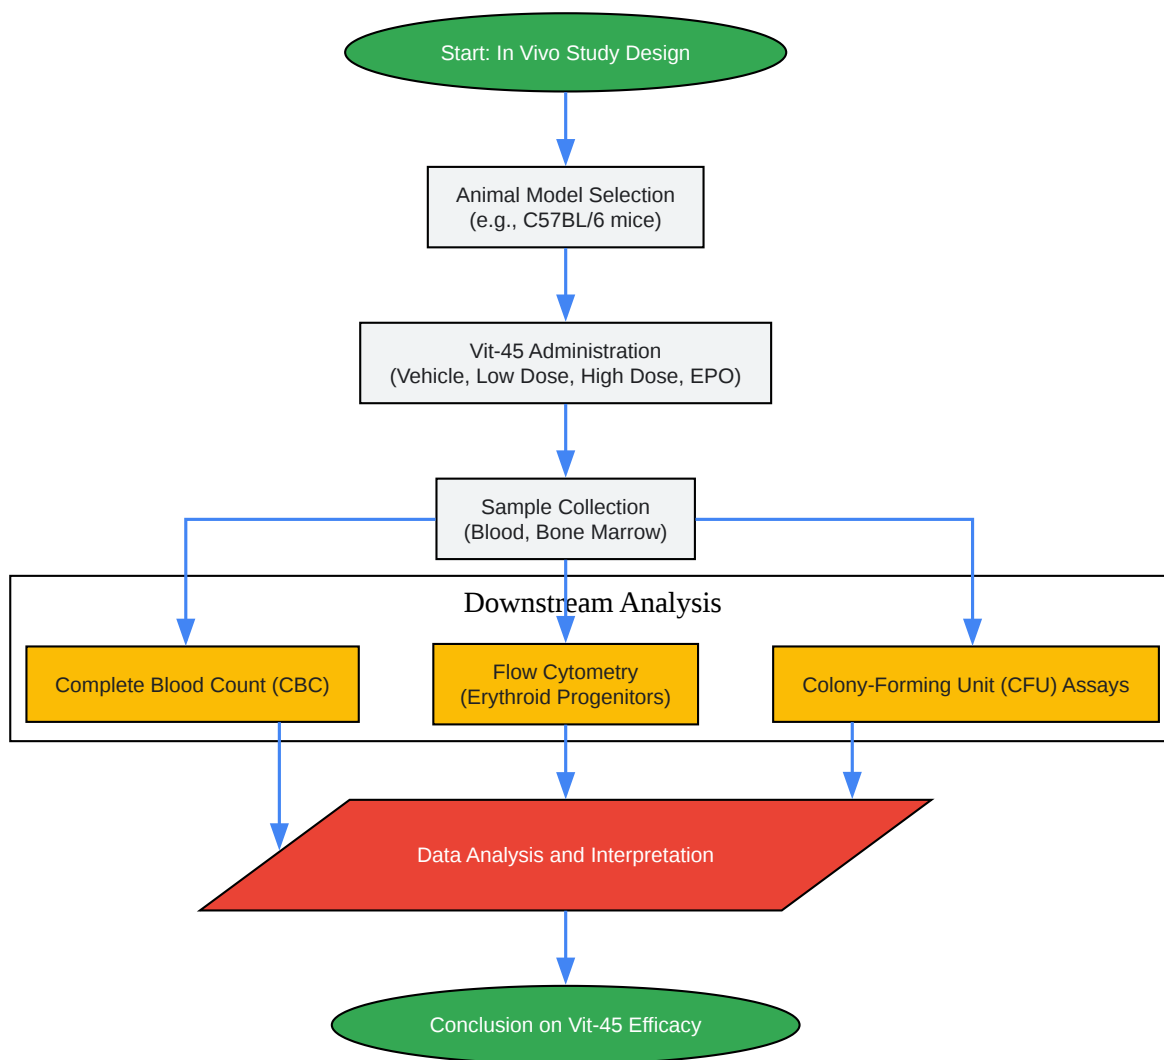 Start: In Vivo Study Design
Animal Model Selection
(e.g., C57BL/6 mice)
Vit-45 Administration
(Vehicle, Low Dose, High Dose, EPO)
Sample Collection
(Blood, Bone Marrow)
Downstream Analysis
Complete Blood Count (CBC)
Flow Cytometry
(Erythroid Progenitors)
Colony-Forming Unit (CFU) Assays
Data Analysis and Interpretation
Conclusion on Vit-45 Efficacy